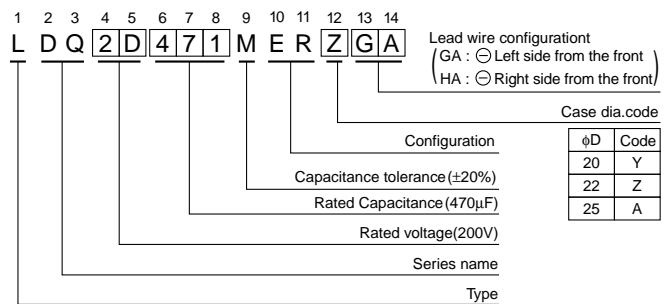 1 2 3 4 5 6 7 8 9 10 11 12 13 14
L D Q 2 D 4 7 1 M E R Z G A
Lead wire configurationt
GA : ⊖ Left side from the front
HA : ⊖ Right side from the front
Case dia.code
Configuration
φD Code
20 Y
22 Z
25 A
Capacitance tolerance (±20%)
Rated Capacitance (470μF)
Rated voltage(200V)
Series name
Type